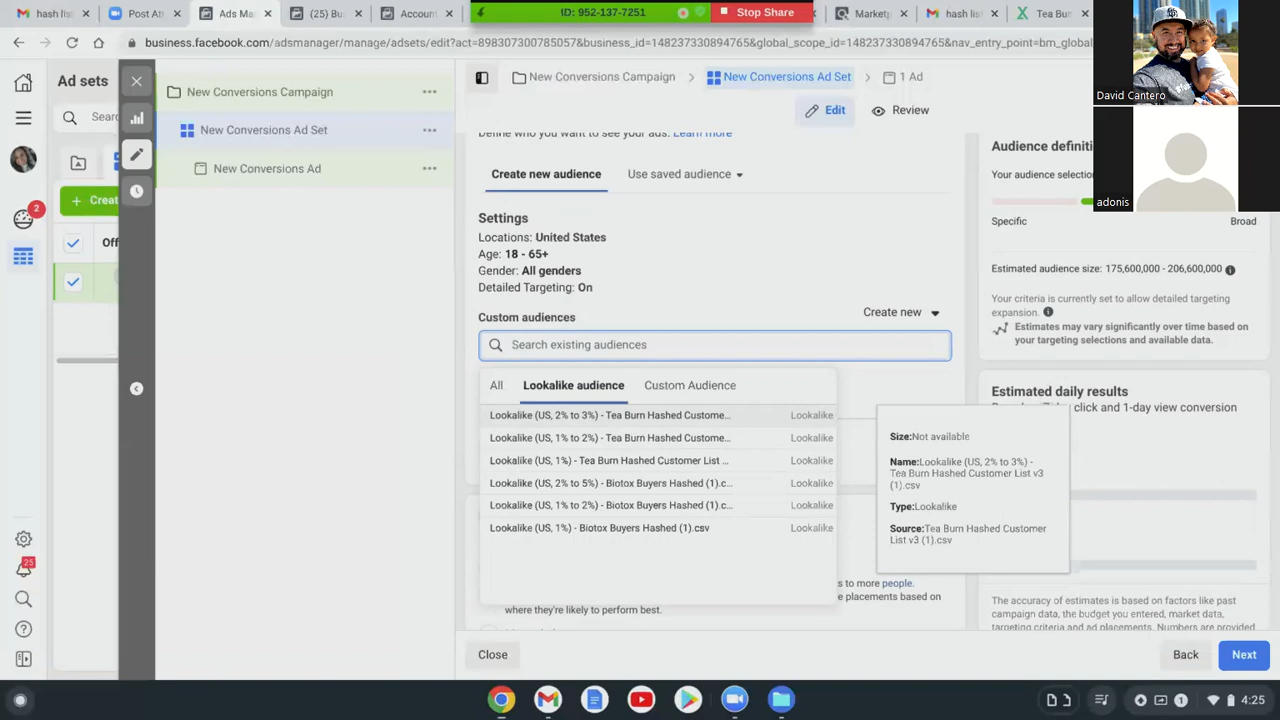 hash lis
Post Att
Ads Ma
(25) Bu
Account
ID: 952-137-7251
Stop Share
Marketp
hash list
Tea Bur
business.facebook.com/adsmanager/manage/adsets/edit?act=898307300785057&business_id=148237330894765&global_scope_id=148237330894765&nav_entry_point=bm_global
David Cantero
adonis
Ad sets
Searc
2
Creat
Off
25
New Conversions Campaign
New Conversions Ad Set
New Conversions Ad
New Conversions Campaign
New Conversions Ad Set
1 Ad
Edit
Review
Define who you want to see your ads. Learn more
Create new audience
Use saved audience
Settings
Locations: United States
Age: 18 - 65+
Gender: All genders
Detailed Targeting: On
Custom audiences
Create new
Search existing audiences
All
Lookalike audience
Custom Audience
Lookalike (US, 2% to 3%) - Tea Burn Hashed Custome... Lookalike
Lookalike (US, 1% to 2%) - Tea Burn Hashed Custome... Lookalike
Lookalike (US, 1%) - Tea Burn Hashed Customer List ... Lookalike
Lookalike (US, 2% to 5%) - Biotox Buyers Hashed (1).c... Lookalike
Lookalike (US, 1% to 2%) - Biotox Buyers Hashed (1).c... Lookalike
Lookalike (US, 1%) - Biotox Buyers Hashed (1).csv Lookalike
Size:Not available
Name:Lookalike (US, 2% to 3%) -
Tea Burn Hashed Customer List v3
(1).csv
Type:Lookalike
Source:Tea Burn Hashed Customer
List v3 (1).csv
s to more people.
e placements based on
where they're likely to perform best.
Audience definiti
Your audience selection
Specific
Broad
Estimated audience size: 175,600,000 - 206,600,000
Your criteria is currently set to allow detailed targeting
expansion.
Estimates may vary significantly over time based on
your targeting selections and available data.
Estimated daily results
click and 1-day view conversion
The accuracy of estimates is based on factors like past
campaign data, the budget you entered, market data,
targeting criteria and ad placements. Numbers are provided
Close
Back
Next
1
4:25